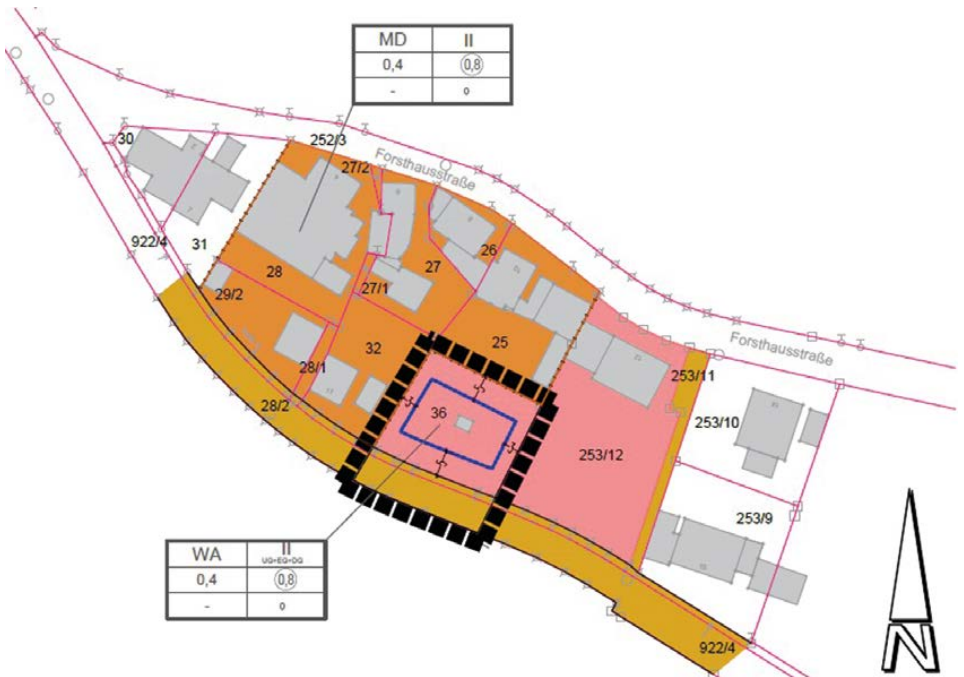 MD II
0,4 0,8
- o
30
252/3
Forsthausstraße
27/2
922/4
31
26
28
27
27/1
29/2
25
32
28/1
Forsthausstraße
253/11
28/2
36
253/10
253/12
253/9
WA II
UG+EG+DG
0,4 0,8
- o
922/4
N